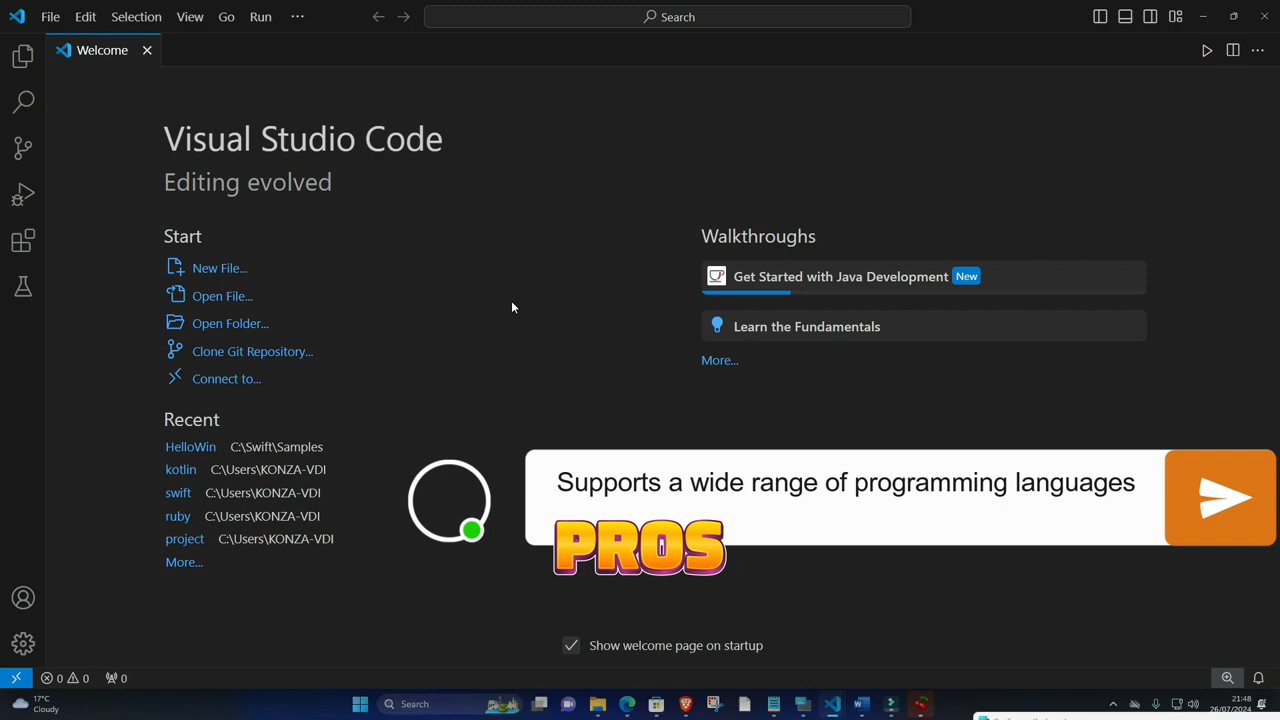 File Edit Selection View Go Run ···
Search
Welcome
Visual Studio Code
Editing evolved
Start
New File...
Open File...
Open Folder...
Clone Git Repository...
Connect to...
Recent
HelloWin C:\Swift\Samples
kotlin C:\Users\KONZA-VDI
swift C:\Users\KONZA-VDI
ruby C:\Users\KONZA-VDI
project C:\Users\KONZA-VDI
More...
Walkthroughs
Get Started with Java Development New
Learn the Fundamentals
More...
Supports a wide range of programming languages
PROS
Show welcome page on startup
0 0 0
17°C
Cloudy
Search
21:48
26/07/2024